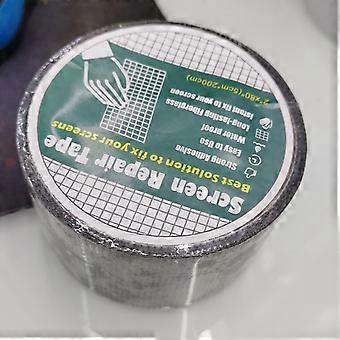 Screen Repair Tape
Best Solution to fix your screens
Strong Adhesive
Easy to Use
Water proof
Long-lasting Fiberglass
Istant fix to your screen
2"x80"(5cm*200cm)